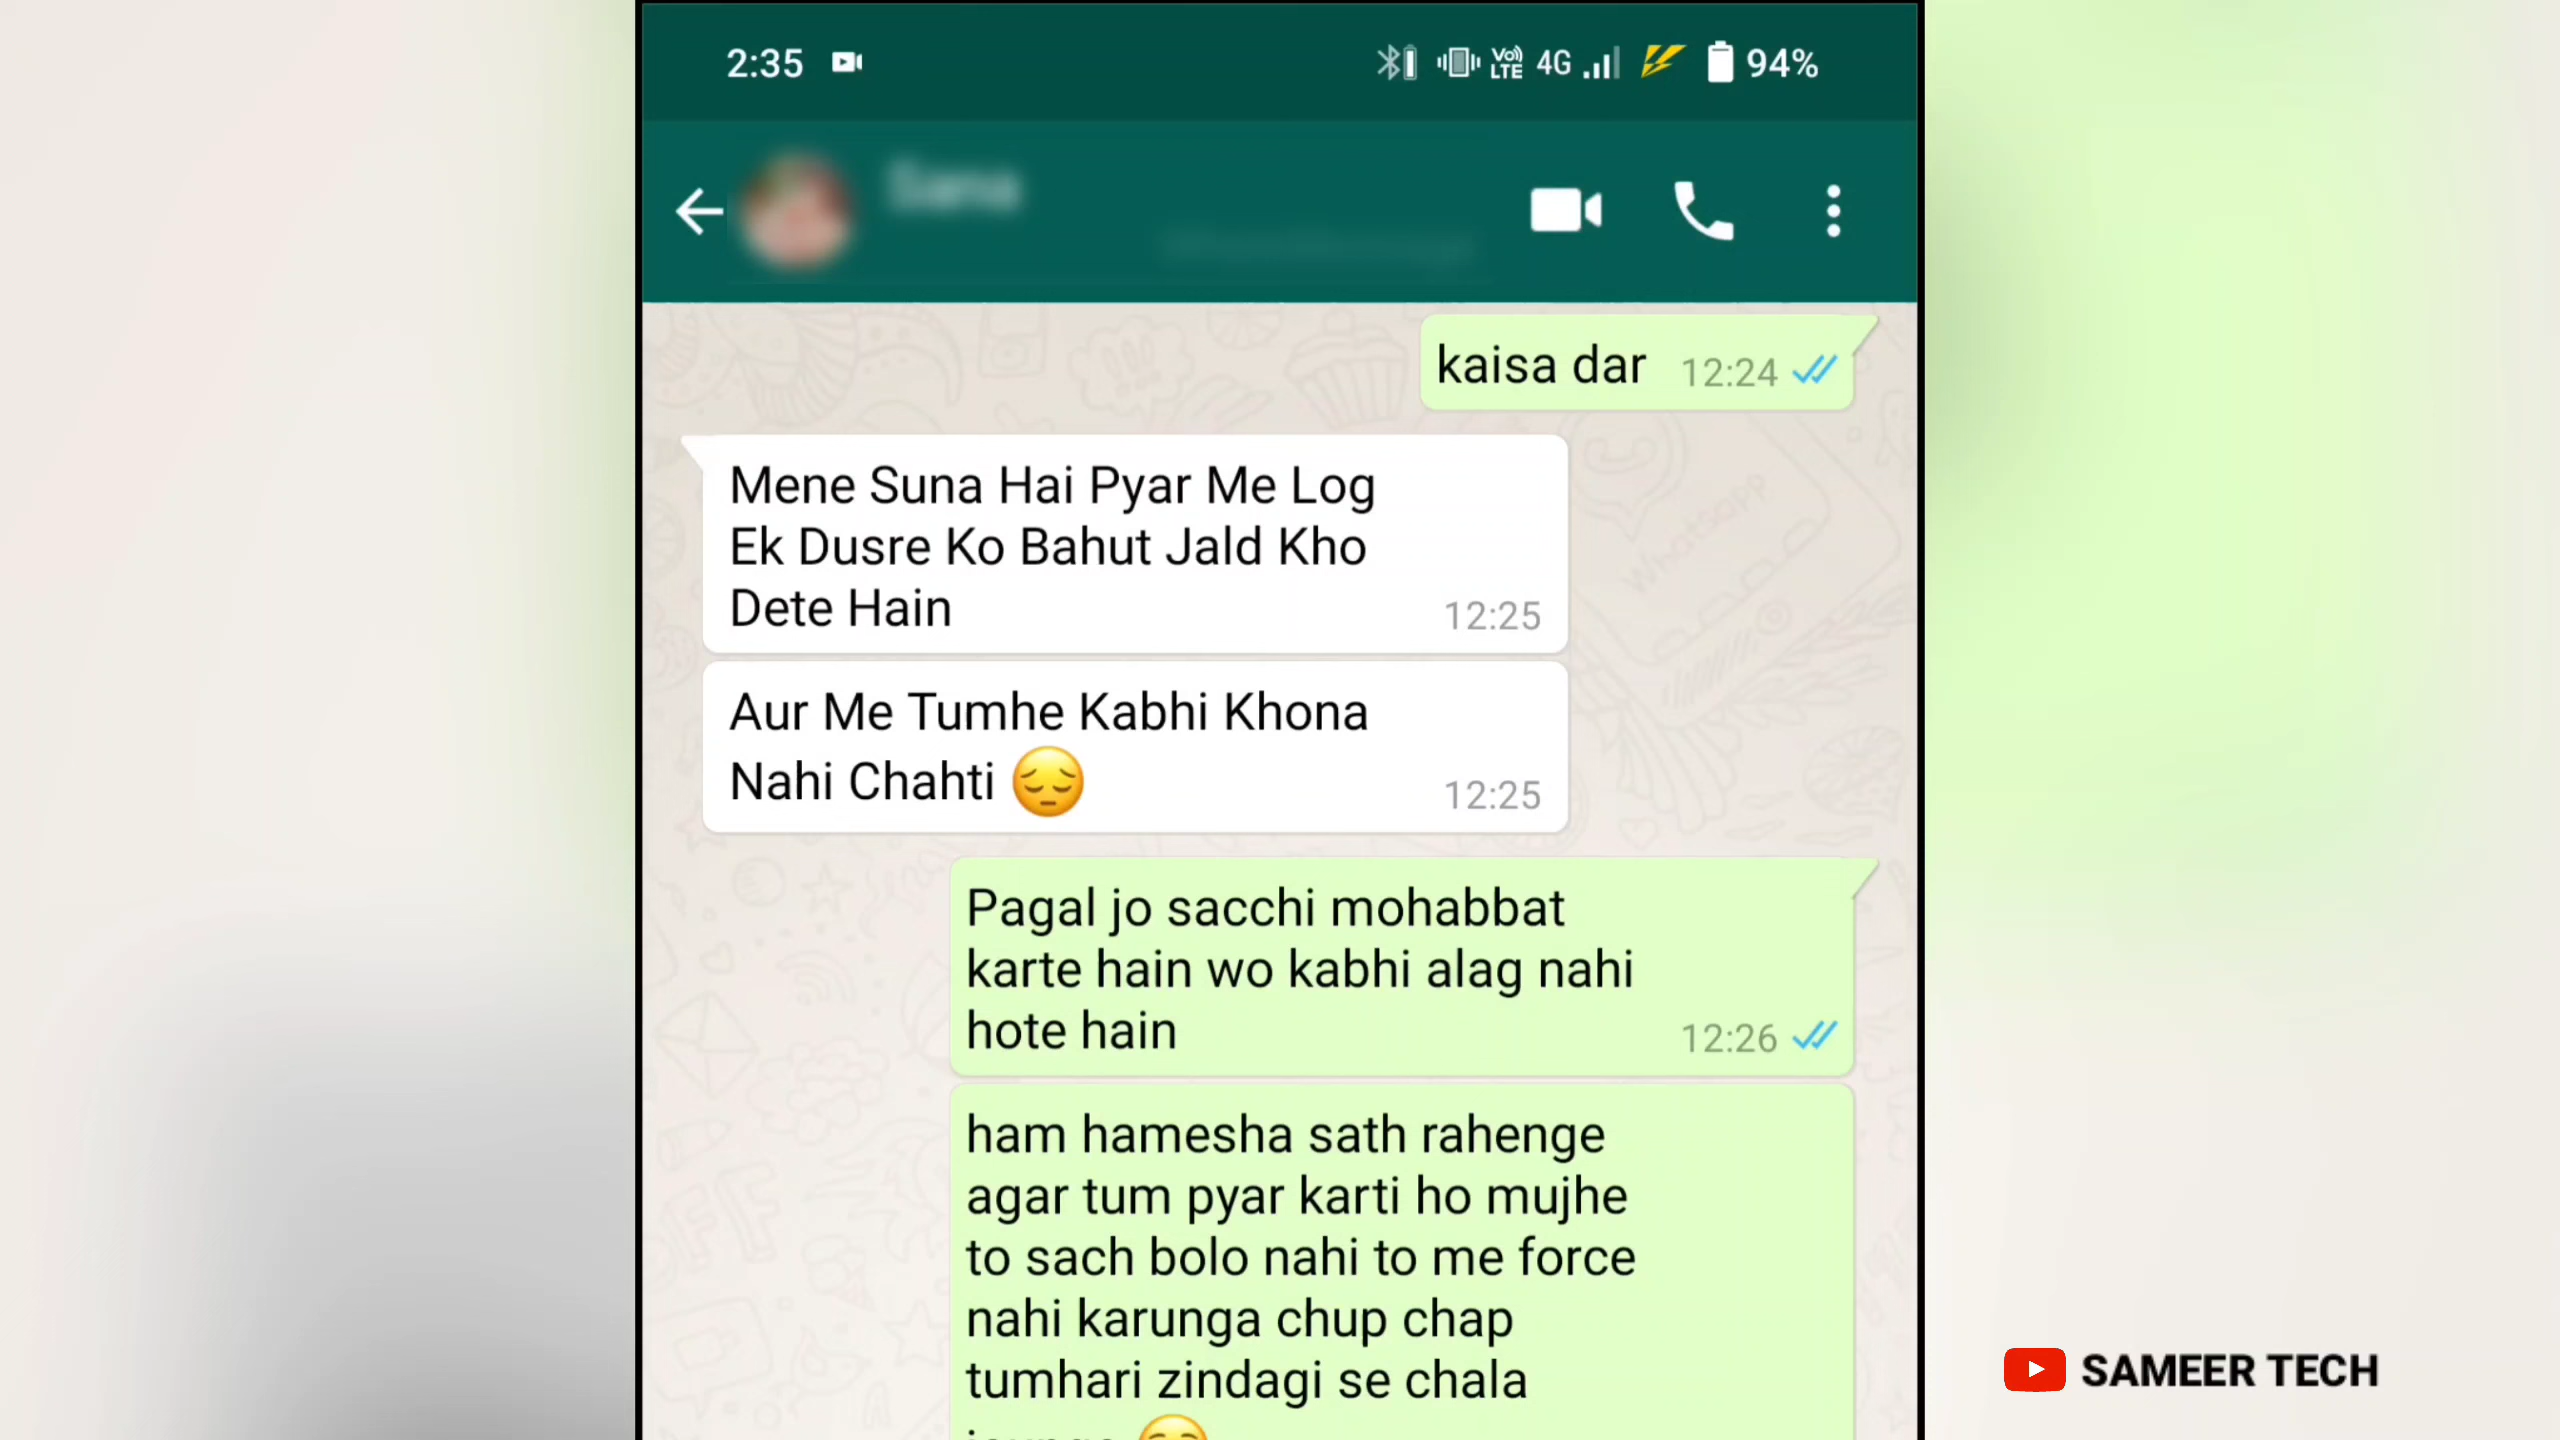 2:35 Vo) LTE 4G 94%
kaisa dar 12:24
Mene Suna Hai Pyar Me Log
Ek Dusre Ko Bahut Jald Kho
Dete Hain 12:25
Aur Me Tumhe Kabhi Khona
Nahi Chahti 😔 12:25
Pagal jo sacchi mohabbat
karte hain wo kabhi alag nahi
hote hain 12:26
ham hamesha sath rahenge
agar tum pyar karti ho mujhe
to sach bolo nahi to me force
nahi karunga chup chap
tumhari zindagi se chala
SAMEER TECH